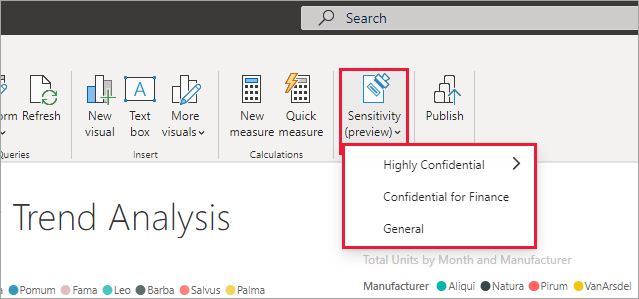 Search
Refresh
New visual
Text box
More visuals
New measure
Quick measure
Sensitivity (preview)
Publish
Queries
Insert
Calculations
Highly Confidential
Confidential for Finance
General
Trend Analysis
Total Units by Month and Manufacturer
Pomum Fama Leo Barba Salvus Palma
Manufacturer Aliqui Natura Pirum VanArsdel